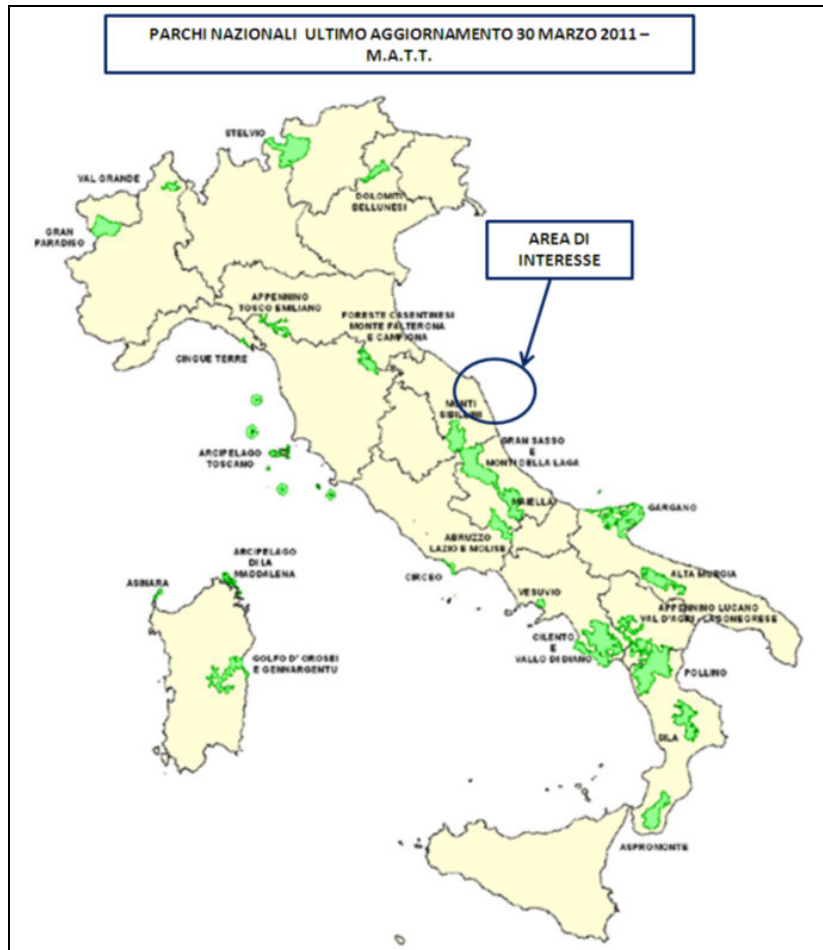 PARCHI NAZIONALI ULTIMO AGGIORNAMENTO 30 MARZO 2011 –
M.A.T.T.
STELVIO
VAL GRANDE
DOLOMITI
BELLUNESI
GRAN
PARADISO
AREA DI
INTERESSE
APPENNINO
TOSCO EMILIANO
FORESTE CASENTINESI
MONTE FALTERONA
E CAMPIGNA
CINQUE TERRE
MONTI
SIBILLINI
GRAN SASSO
E
MONTI DELLA LAGA
ARCIPELAGO
TOSCANO
MAIELLA
GARGANO
ABRUZZO
LAZIO E MOLISE
ARCIPELAGO
DI LA
MADDALENA
ASINARA
CIRCEO
ALTA MURGIA
VESUVIO
APPENNINO LUCANO
VAL D'AGRI - LAGONEGRESE
CILENTO
E
VALLO DI DIANO
GOLFO D' OROSEI
E GENNARGENTU
POLLINO
SILA
ASPROMONTE